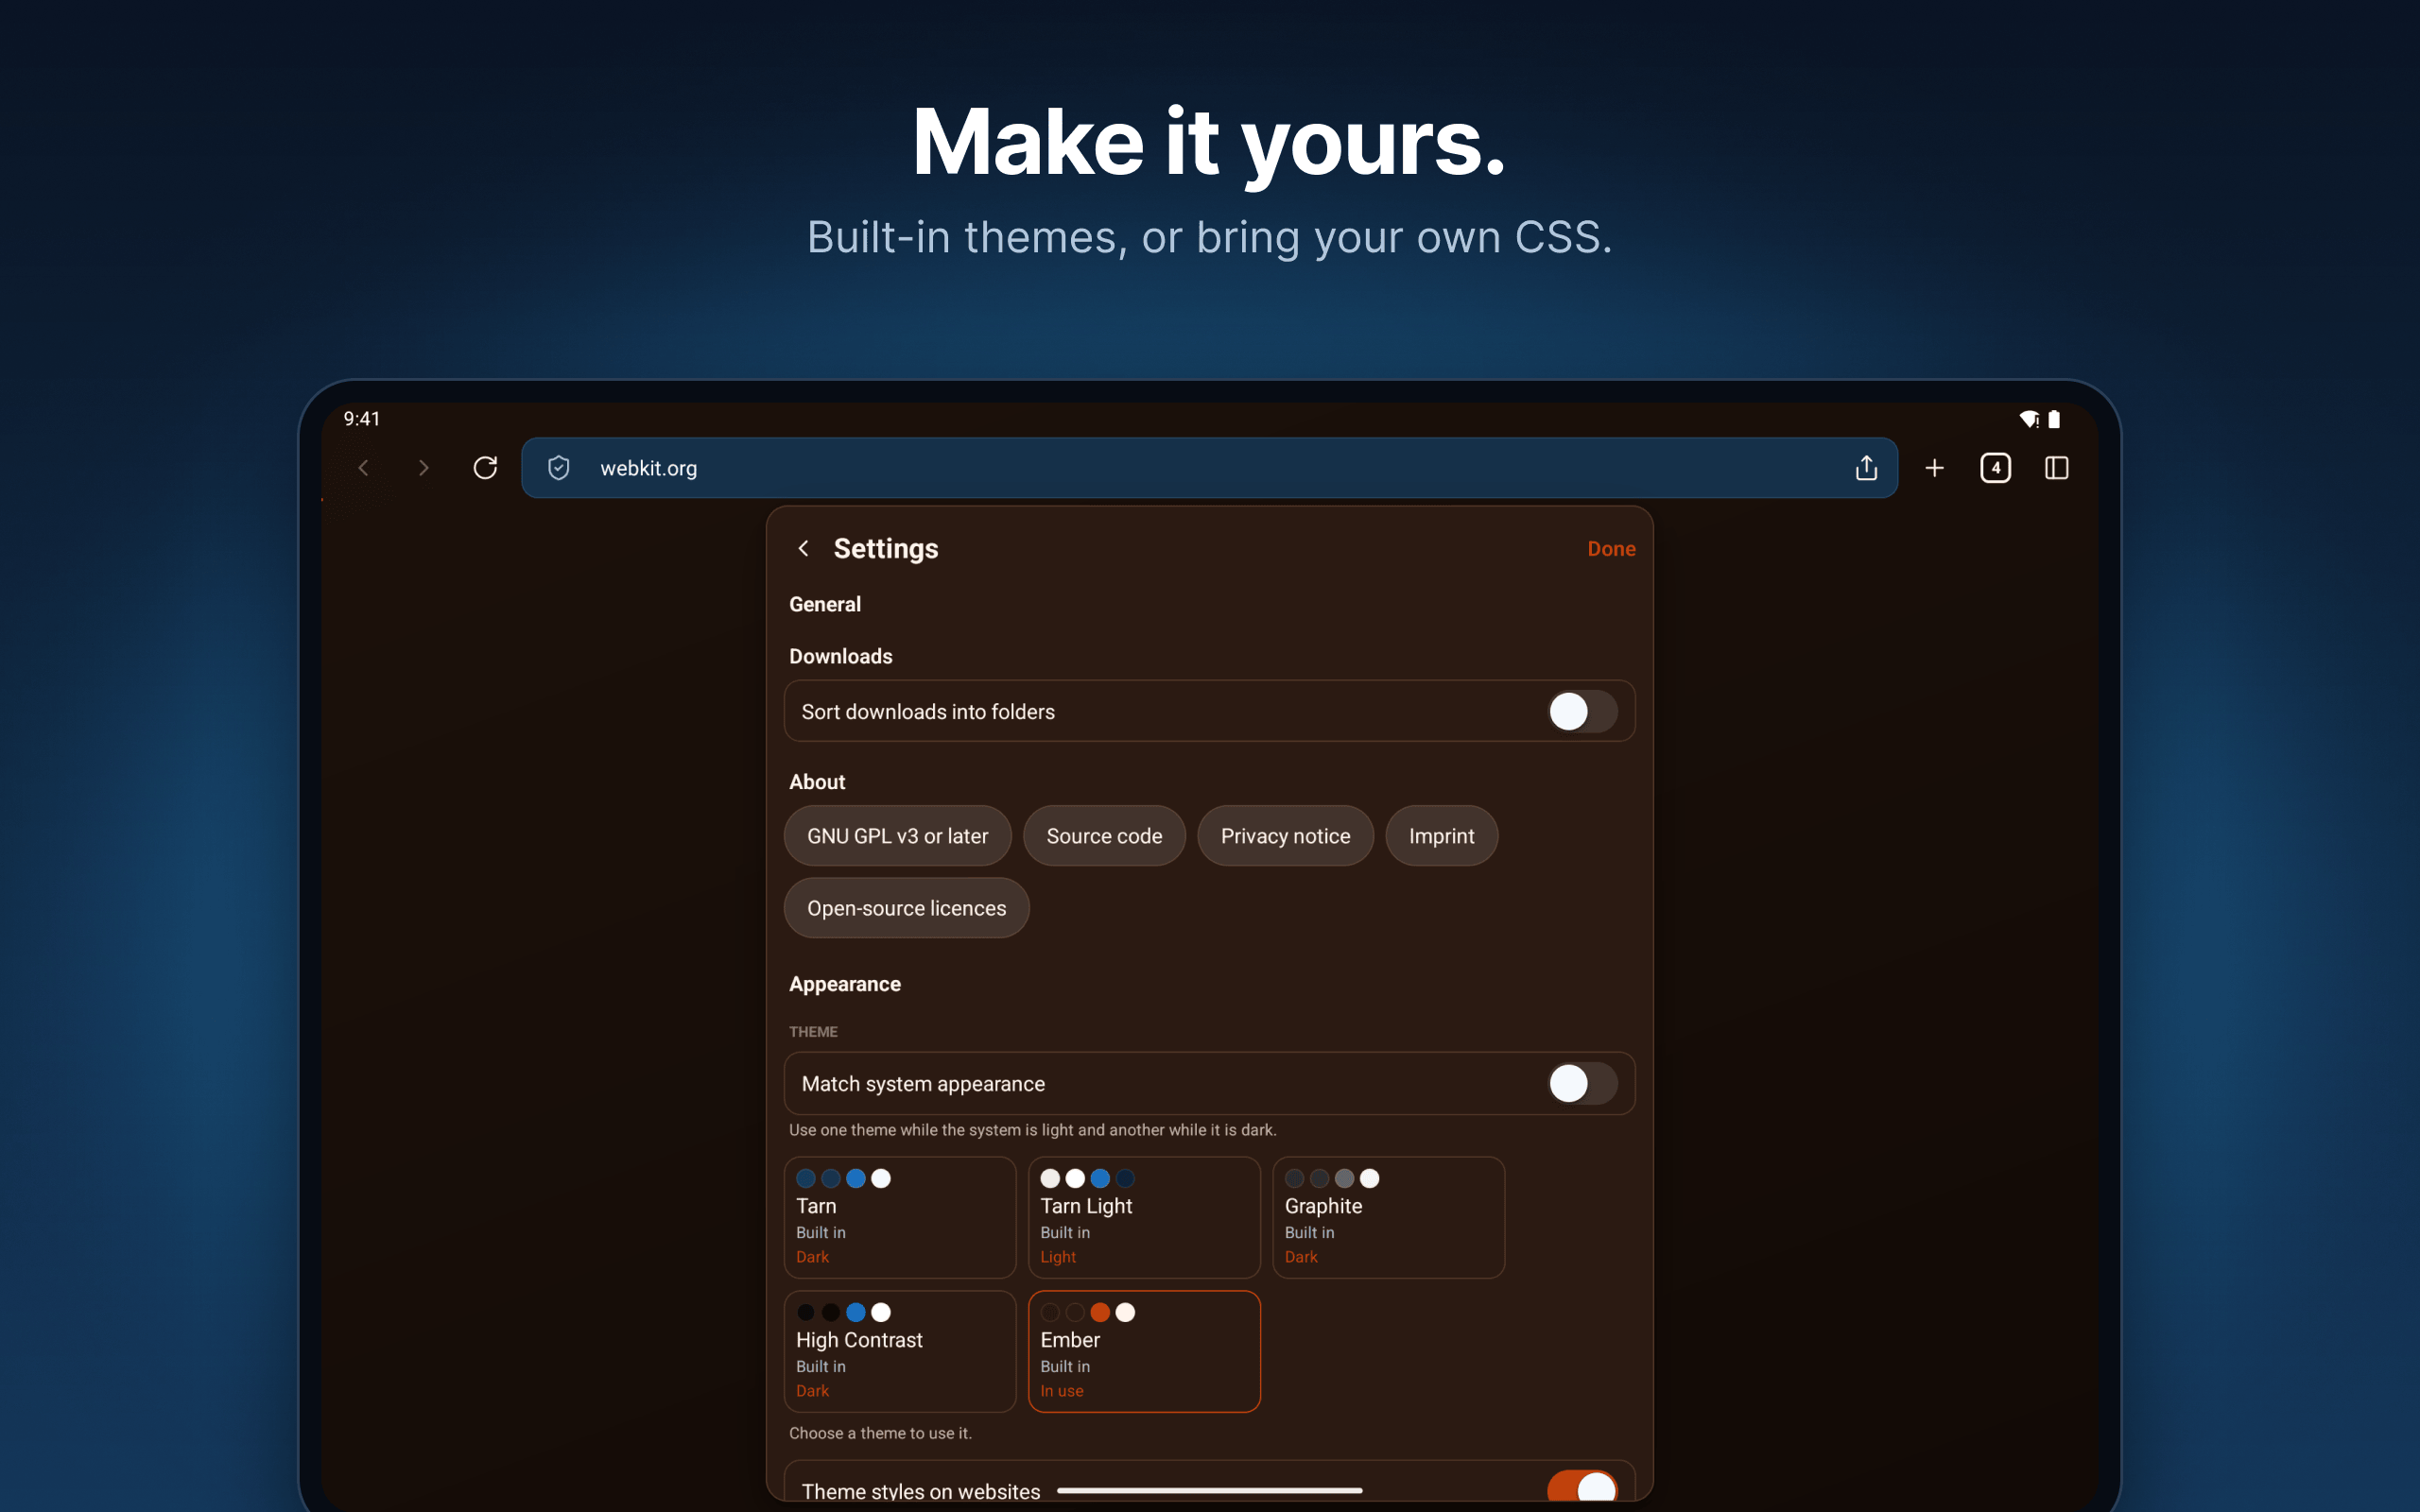 Make it yours.
Built-in themes, or bring your own CSS.
9:41
webkit.org
4
Settings
Done
General
Downloads
Sort downloads into folders
About
GNU GPL v3 or later
Source code
Privacy notice
Imprint
Open-source licences
Appearance
THEME
Match system appearance
Use one theme while the system is light and another while it is dark.
Tarn
Built in
Dark
Tarn Light
Built in
Light
Graphite
Built in
Dark
High Contrast
Built in
Dark
Ember
Built in
In use
Choose a theme to use it.
Theme styles on websites